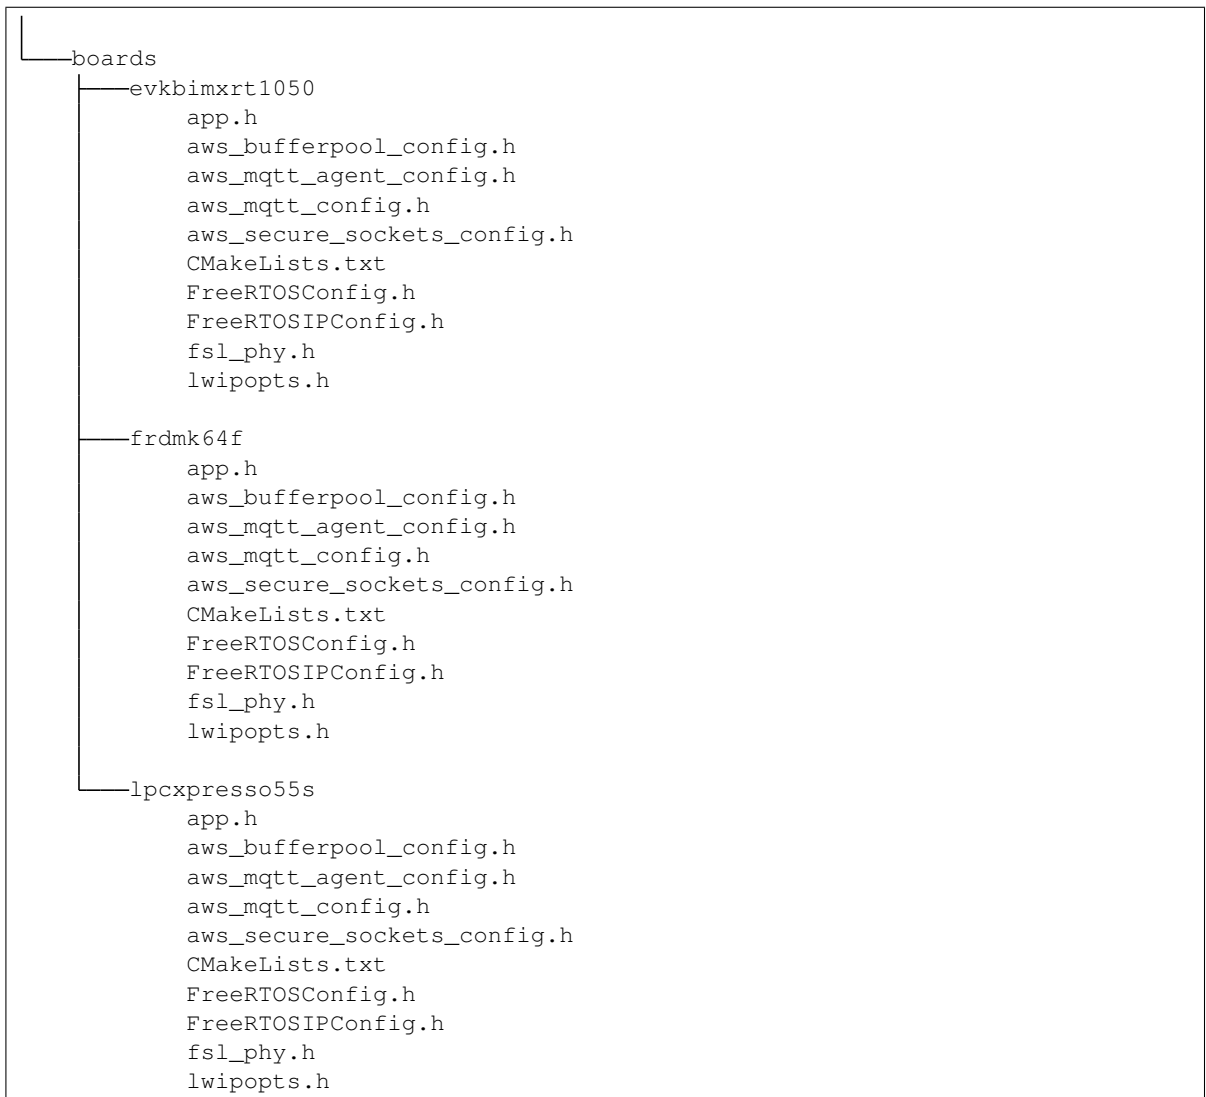 boards
evkbimxrt1050
app.h
aws_bufferpool_config.h
aws_mqtt_agent_config.h
aws_mqtt_config.h
aws_secure_sockets_config.h
CMakeLists.txt
FreeRTOSConfig.h
FreeRTOSIPConfig.h
fsl_phy.h
lwipopts.h
frdmk64f
app.h
aws_bufferpool_config.h
aws_mqtt_agent_config.h
aws_mqtt_config.h
aws_secure_sockets_config.h
CMakeLists.txt
FreeRTOSConfig.h
FreeRTOSIPConfig.h
fsl_phy.h
lwipopts.h
lpcxpresso55s
app.h
aws_bufferpool_config.h
aws_mqtt_agent_config.h
aws_mqtt_config.h
aws_secure_sockets_config.h
CMakeLists.txt
FreeRTOSConfig.h
FreeRTOSIPConfig.h
fsl_phy.h
lwipopts.h